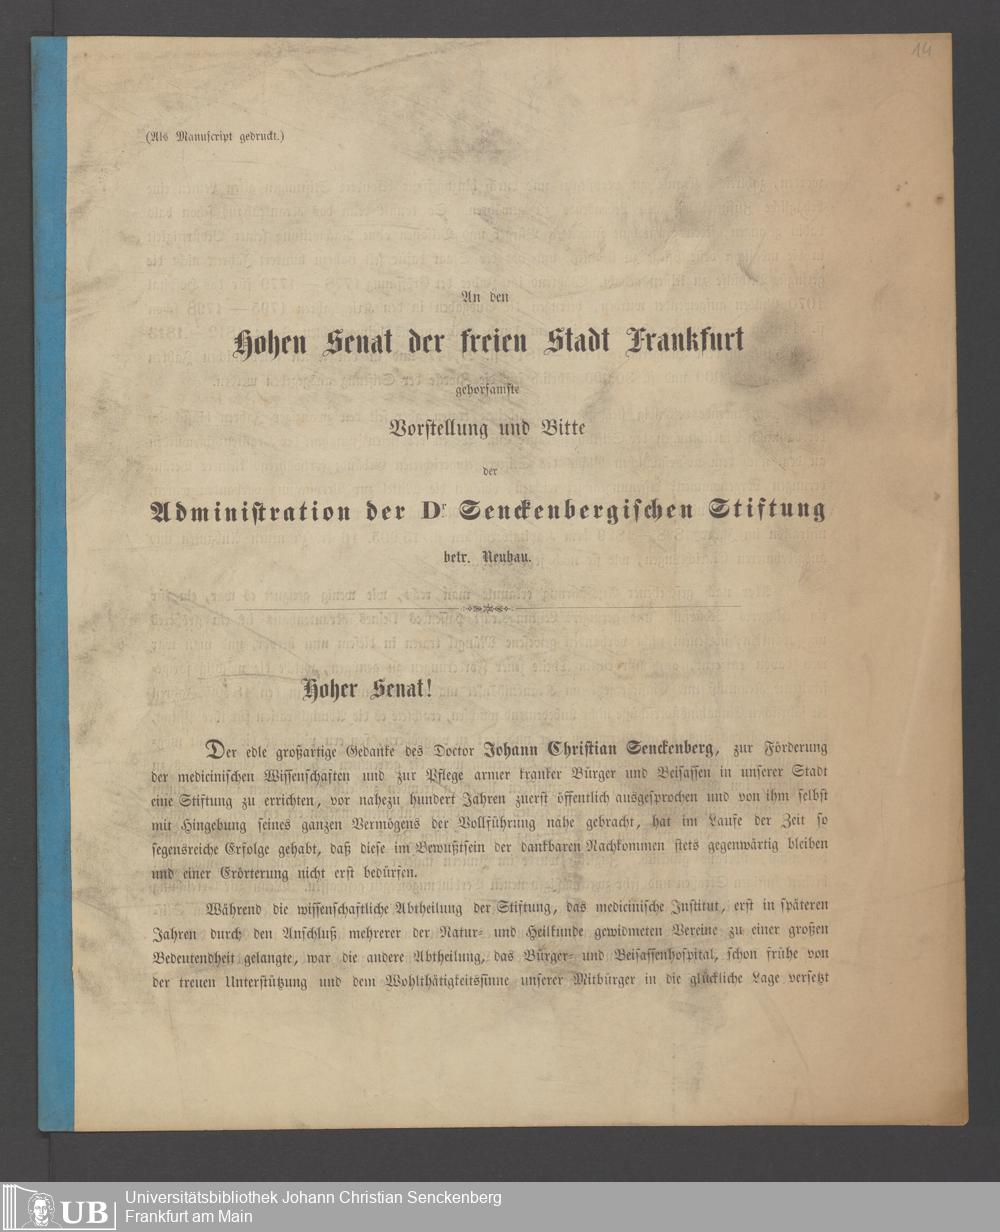 14
(Als Manuscript gedruckt.)
An den
Hohen Senat der freien Stadt Frankfurt
gehorsamste
Vorstellung und Bitte
der
Administration der Dr Senckenbergischen Stiftung
betr. Neubau.
Hoher Senat!
Der edle großartige Gedanke des Doctor Johann Christian Senckenberg, zur Förderung
der medicinischen Wissenschaften und zur Pflege armer kranker Bürger und Beisassen in unserer Stadt
eine Stiftung zu errichten, vor nahezu hundert Jahren zuerst öffentlich ausgesprochen und von ihm selbst
mit Hingebung seines ganzen Vermögens der Vollführung nahe gebracht, hat im Laufe der Zeit so
segensreiche Erfolge gehabt, daß diese im Bewußtsein der dankbaren Nachkommen stets gegenwärtig bleiben
und einer Erörterung nicht erst bedürfen.
Während die wissenschaftliche Abtheilung der Stiftung, das medicinische Institut, erst in späteren
Jahren durch den Anschluß mehrerer der Natur- und Heilkunde gewidmeten Vereine zu einer großen
Bedeutendheit gelangte, war die andere Abtheilung, das Bürger- und Beisassenhospital, schon frühe von
der treuen Unterstützung und dem Wohlthätigkeitssinne unserer Mitbürger in die glückliche Lage versetzt
UB
Universitätsbibliothek Johann Christian Senckenberg
Frankfurt am Main